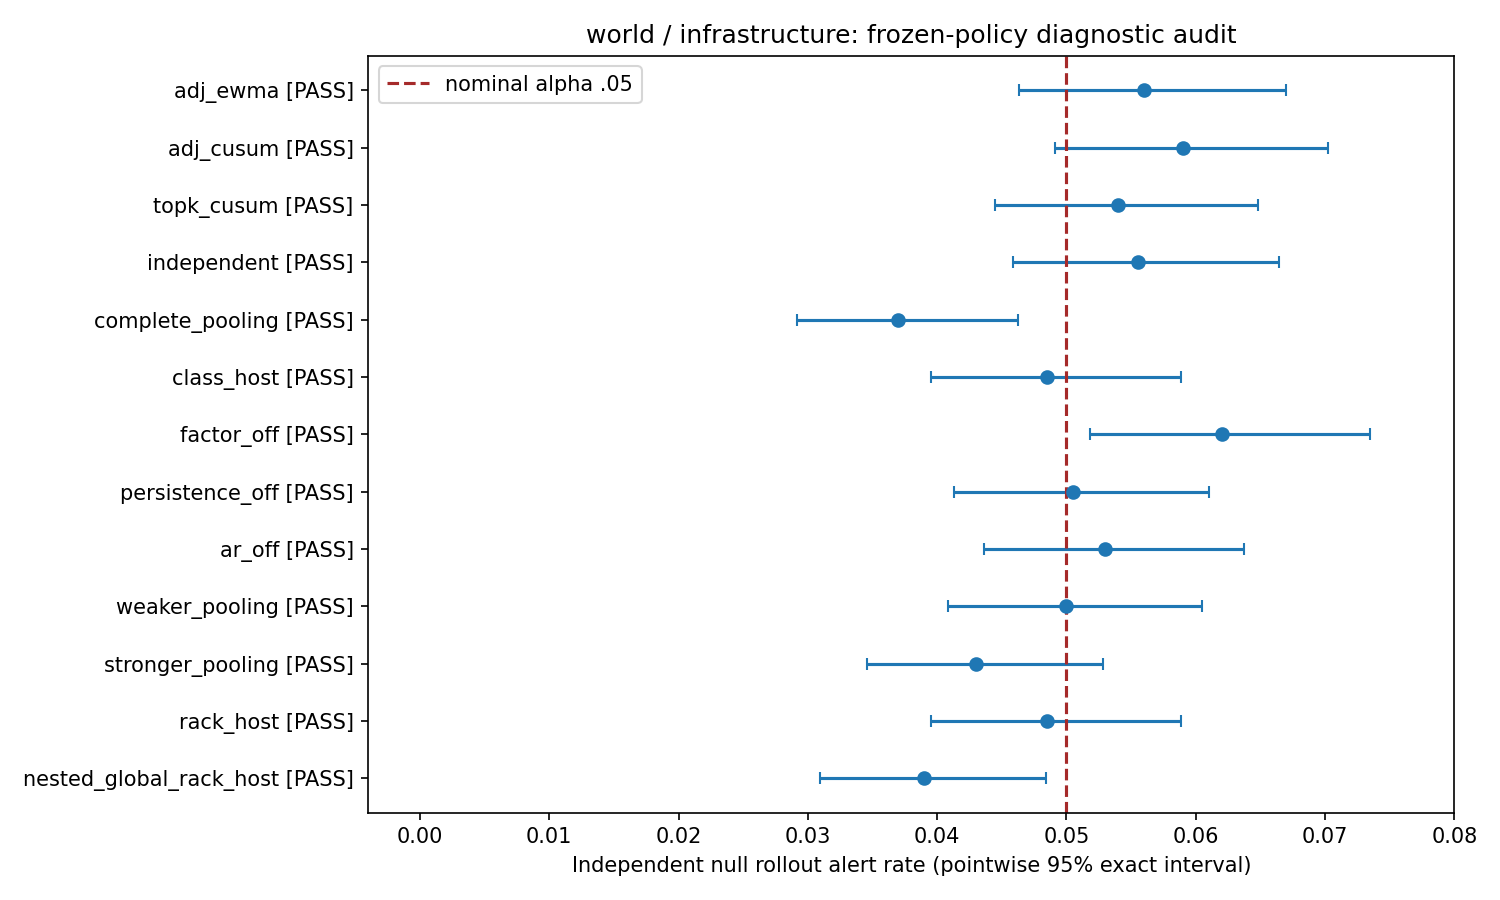 world / infrastructure: frozen-policy diagnostic audit
nominal alpha .05
adj_ewma [PASS]
adj_cusum [PASS]
topk_cusum [PASS]
independent [PASS]
complete_pooling [PASS]
class_host [PASS]
factor_off [PASS]
persistence_off [PASS]
ar_off [PASS]
weaker_pooling [PASS]
stronger_pooling [PASS]
rack_host [PASS]
nested_global_rack_host [PASS]
0.00 0.01 0.02 0.03 0.04 0.05 0.06 0.07 0.08
Independent null rollout alert rate (pointwise 95% exact interval)